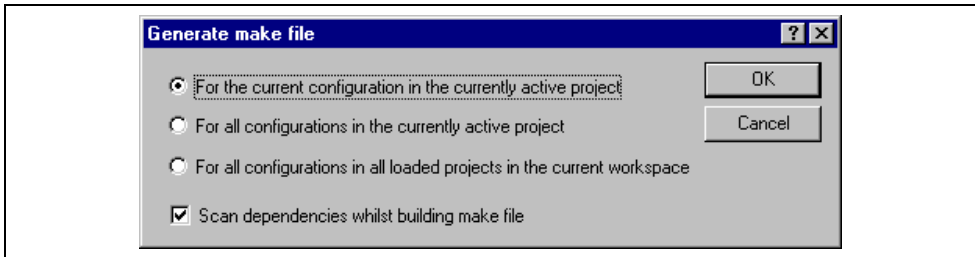 Generate make file
For the current configuration in the currently active project
OK
For all configurations in the currently active project
Cancel
For all configurations in all loaded projects in the current workspace
Scan dependencies whilst building make file